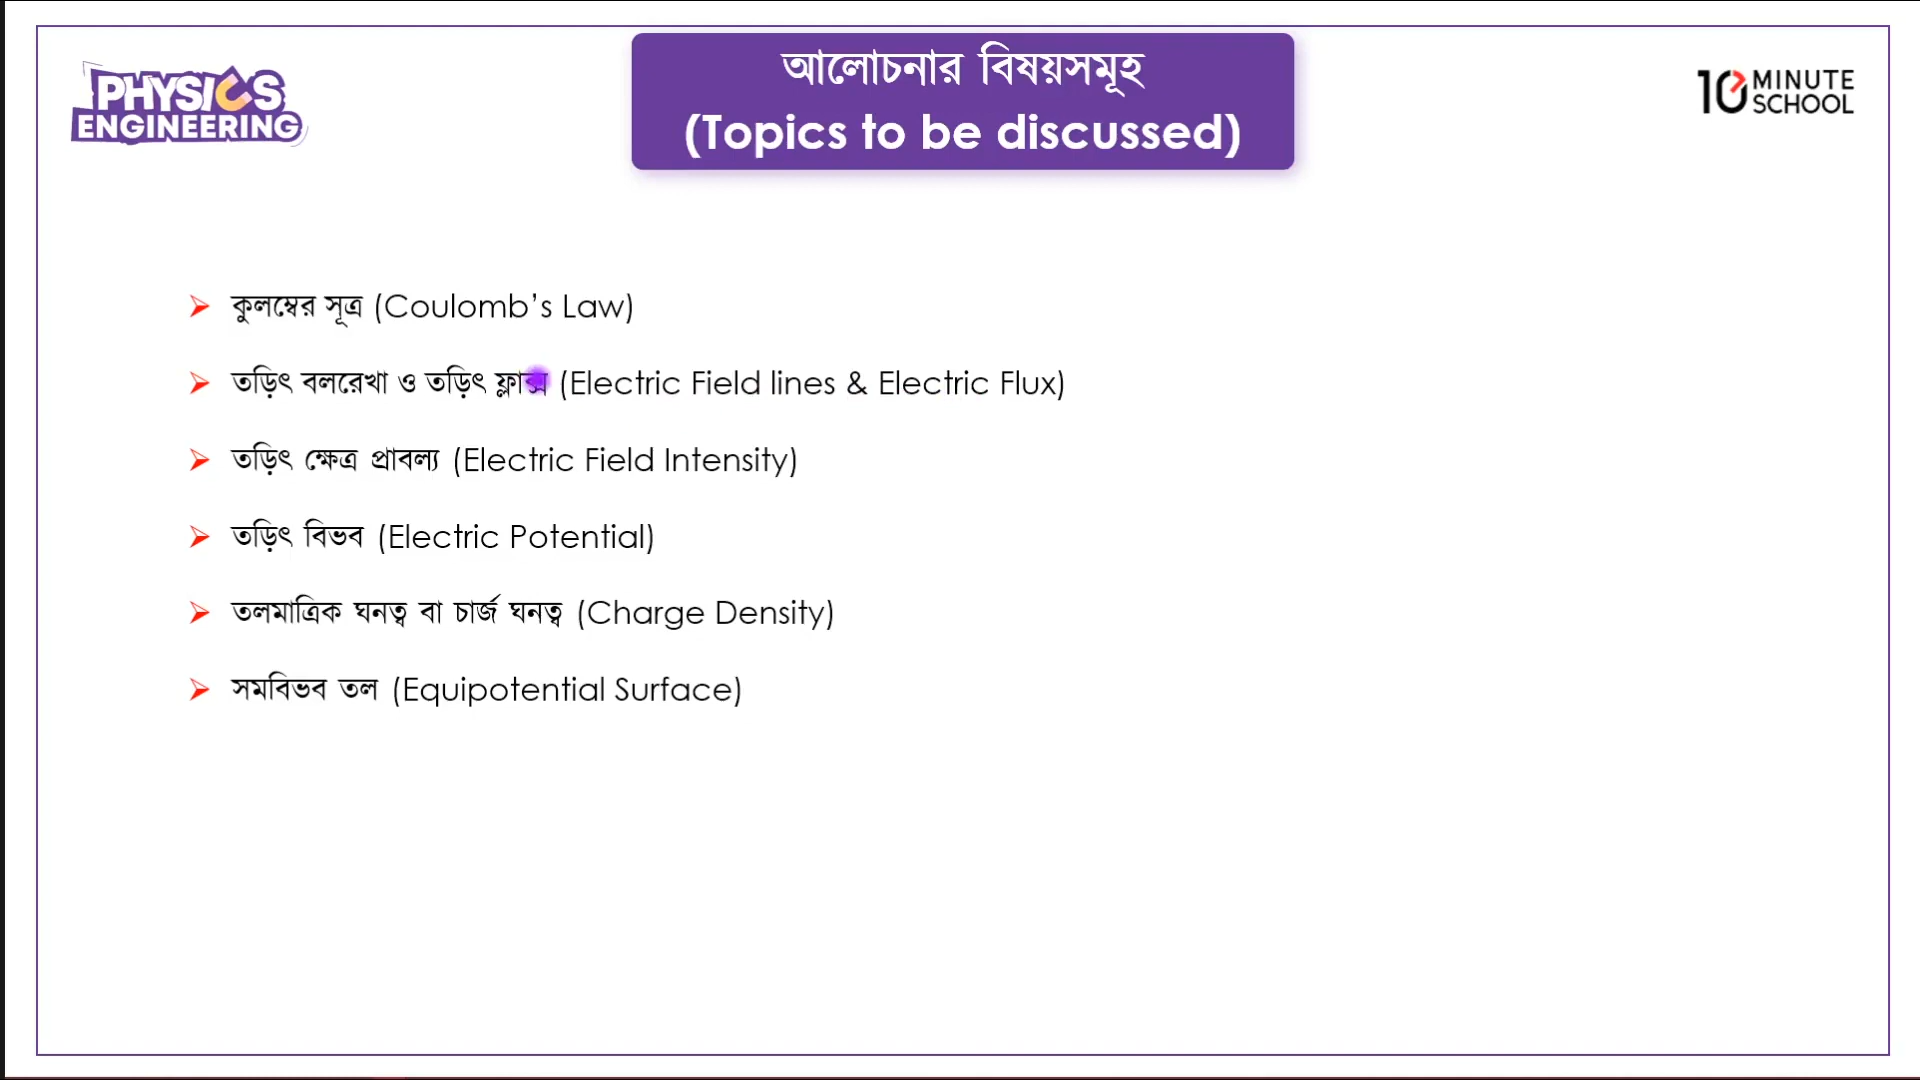 PHYSICS
ENGINEERING
আলোচনার বিষয়সমূহ
(Topics to be discussed)
10 MINUTE
SCHOOL
➢ কুলম্বের সূত্র (Coulomb’s Law)
➢ তড়িৎ বলরেখা ও তড়িৎ ফ্লাক্স (Electric Field lines & Electric Flux)
➢ তড়িৎ ক্ষেত্র প্রাবল্য (Electric Field Intensity)
➢ তড়িৎ বিভব (Electric Potential)
➢ তলমাত্রিক ঘনত্ব বা চার্জ ঘনত্ব (Charge Density)
➢ সমবিভব তল (Equipotential Surface)